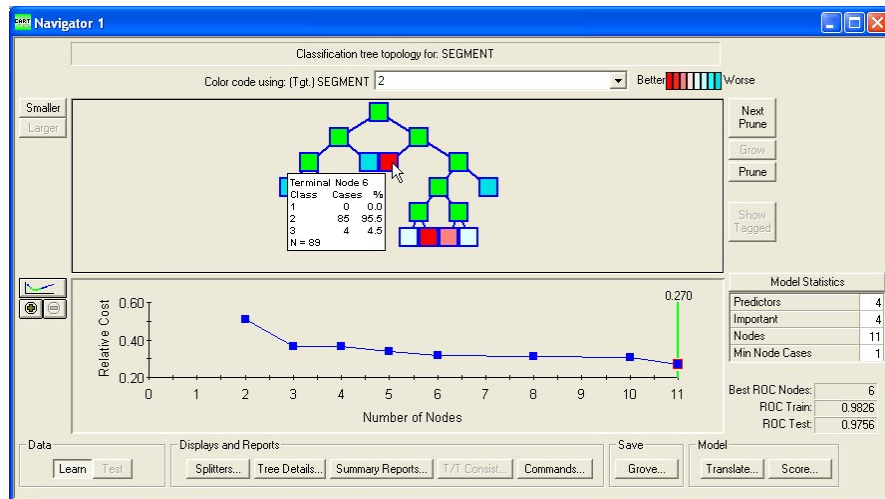 CART Navigator 1
Classification tree topology for: SEGMENT
Color code using: (Tgt.) SEGMENT 2 Better Worse
Smaller
Larger
Next
Prune
Grow
Prune
Show
Tagged
Terminal Node 6
Class Cases %
1 0 0.0
2 85 95.5
3 4 4.5
N = 89
Relative Cost
0.60
0.40
0.20
0.270
0 1 2 3 4 5 6 7 8 9 10 11
Number of Nodes
Model Statistics
Predictors 4
Important 4
Nodes 11
Min Node Cases 1
Best ROC Nodes: 6
ROC Train: 0.9826
ROC Test: 0.9756
Data Displays and Reports Save Model
Learn Test Splitters... Tree Details... Summary Reports... T/T Consist... Commands... Grove... Translate... Score...